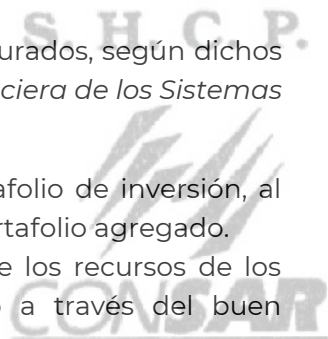 S. H. C. P.
urados, según dichos
ciera de los Sistemas
afolio de inversión, al
rtafolio agregado.
e los recursos de los
o a través del buen
CONSAR